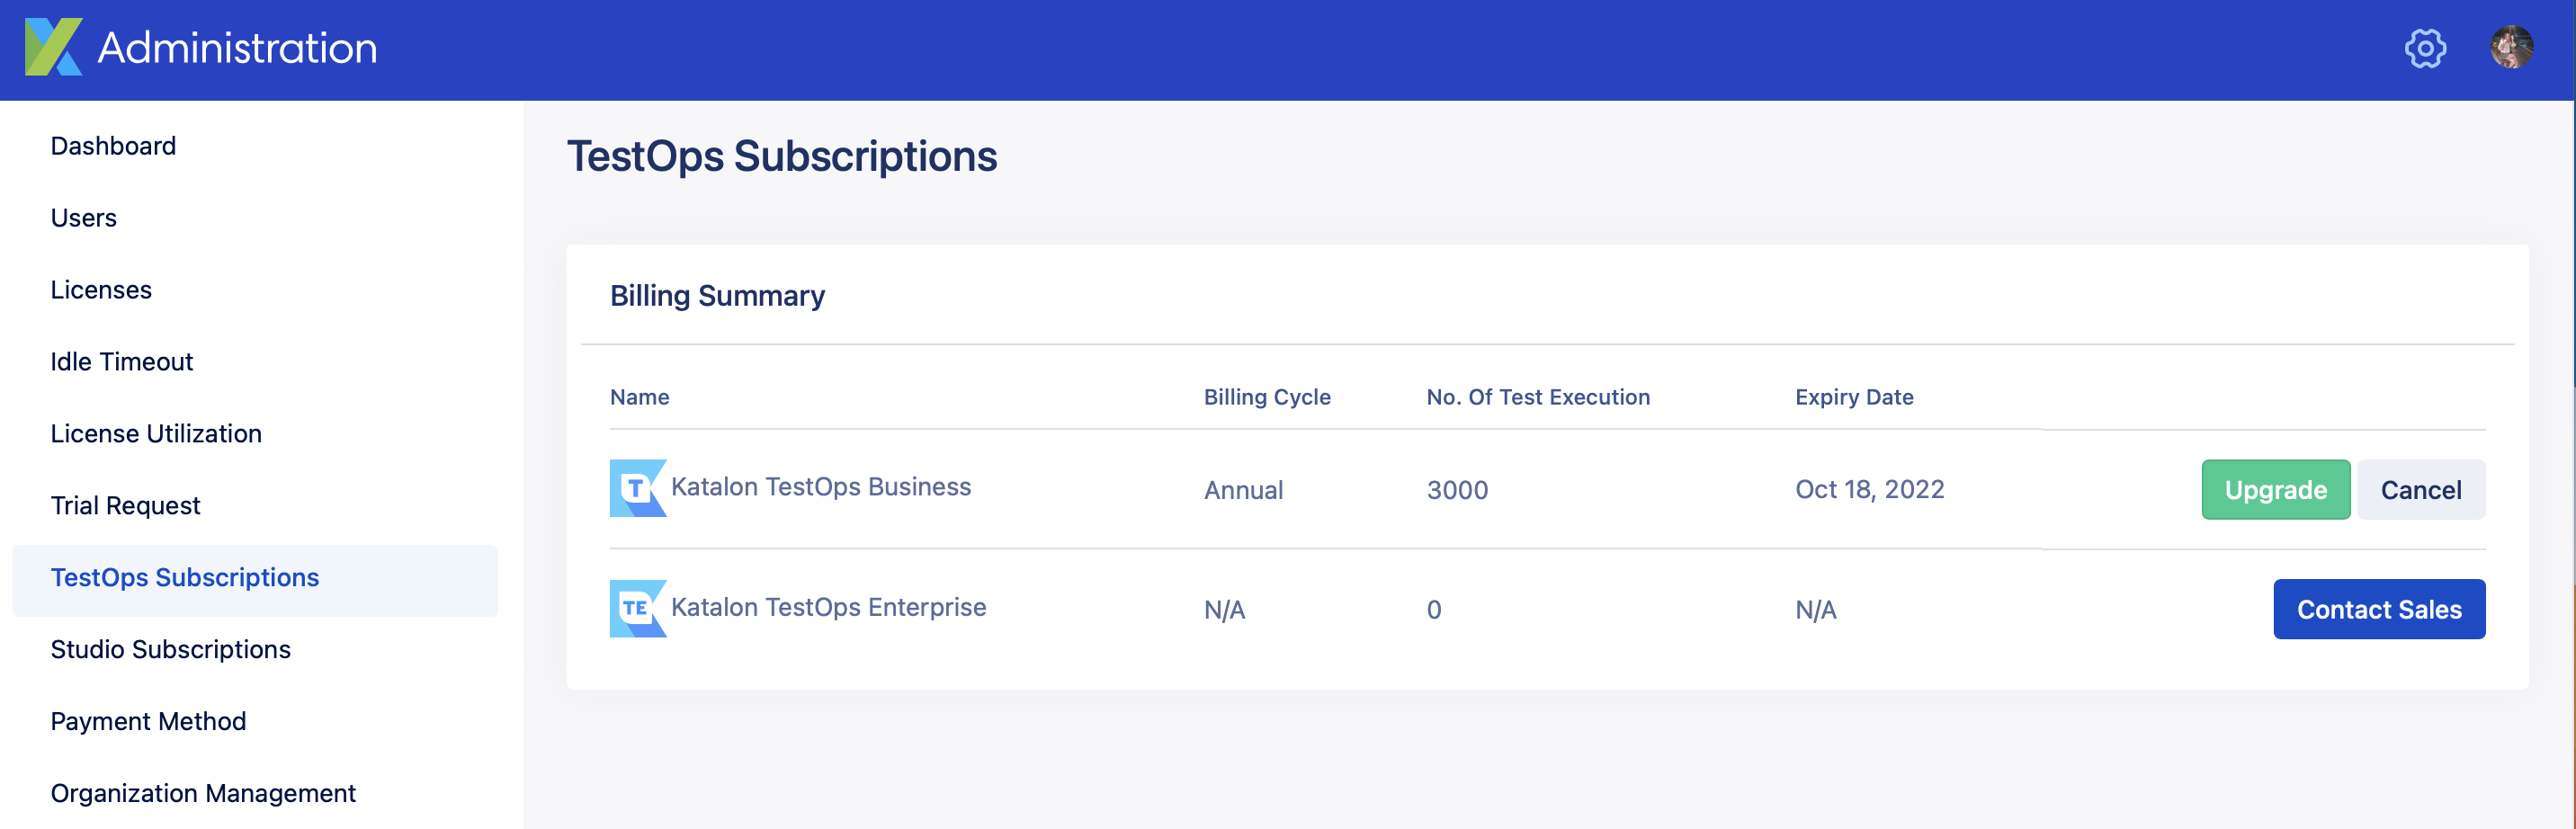 Administration
Dashboard
Users
Licenses
Idle Timeout
License Utilization
Trial Request
TestOps Subscriptions
Studio Subscriptions
Payment Method
Organization Management
TestOps Subscriptions
Billing Summary
Name Billing Cycle No. Of Test Execution Expiry Date
T Katalon TestOps Business Annual 3000 Oct 18, 2022 Upgrade Cancel
TE Katalon TestOps Enterprise N/A 0 N/A Contact Sales